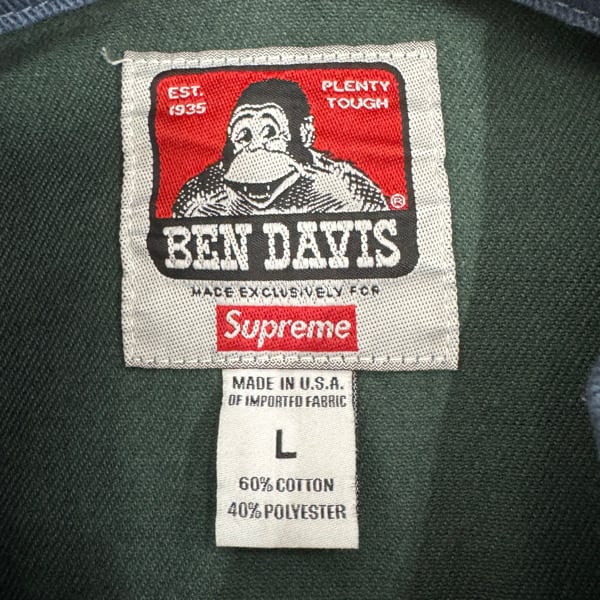 EST. 1935
PLENTY TOUGH
®
BEN DAVIS
MADE EXCLUSIVELY FOR
Supreme
MADE IN U.S.A.
OF IMPORTED FABRIC
L
60% COTTON
40% POLYESTER